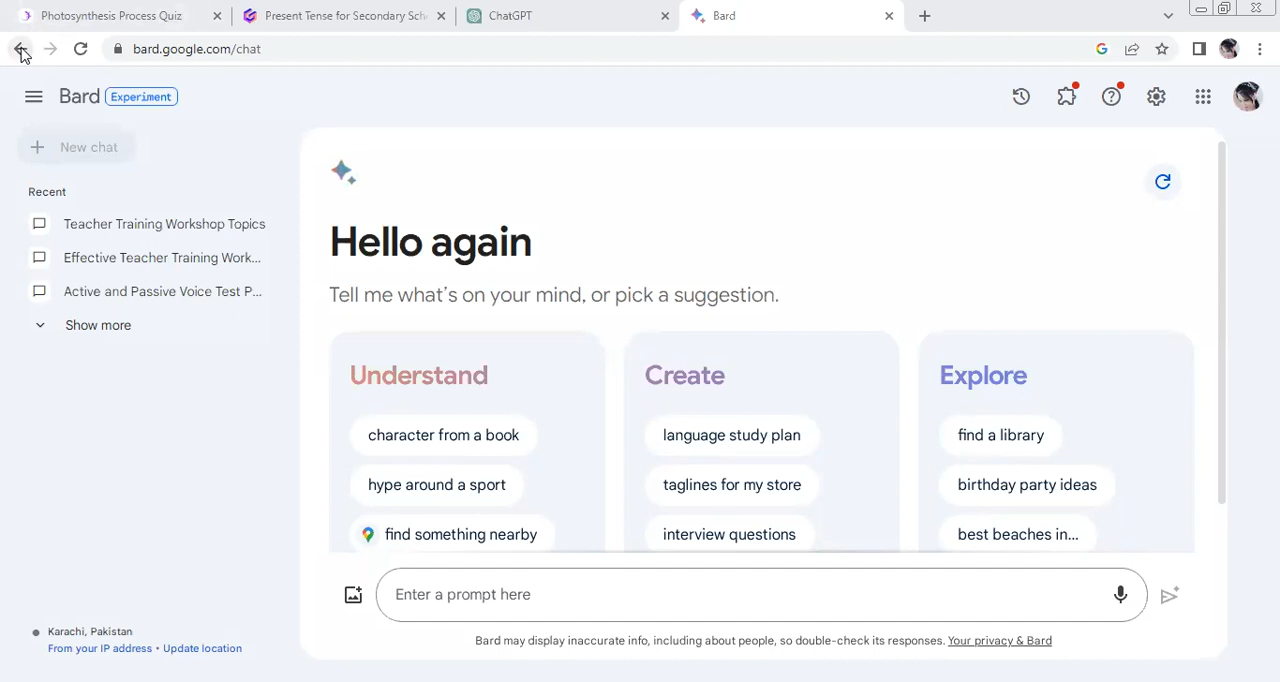 Photosynthesis Process Quiz
Present Tense for Secondary Sch
ChatGPT
Bard
bard.google.com/chat
Bard Experiment
New chat
Recent
Teacher Training Workshop Topics
Effective Teacher Training Work...
Active and Passive Voice Test P...
Show more
Karachi, Pakistan
From your IP address • Update location
Hello again
Tell me what's on your mind, or pick a suggestion.
Understand
character from a book
hype around a sport
find something nearby
Create
language study plan
taglines for my store
interview questions
Explore
find a library
birthday party ideas
best beaches in...
Enter a prompt here
Bard may display inaccurate info, including about people, so double-check its responses. Your privacy & Bard